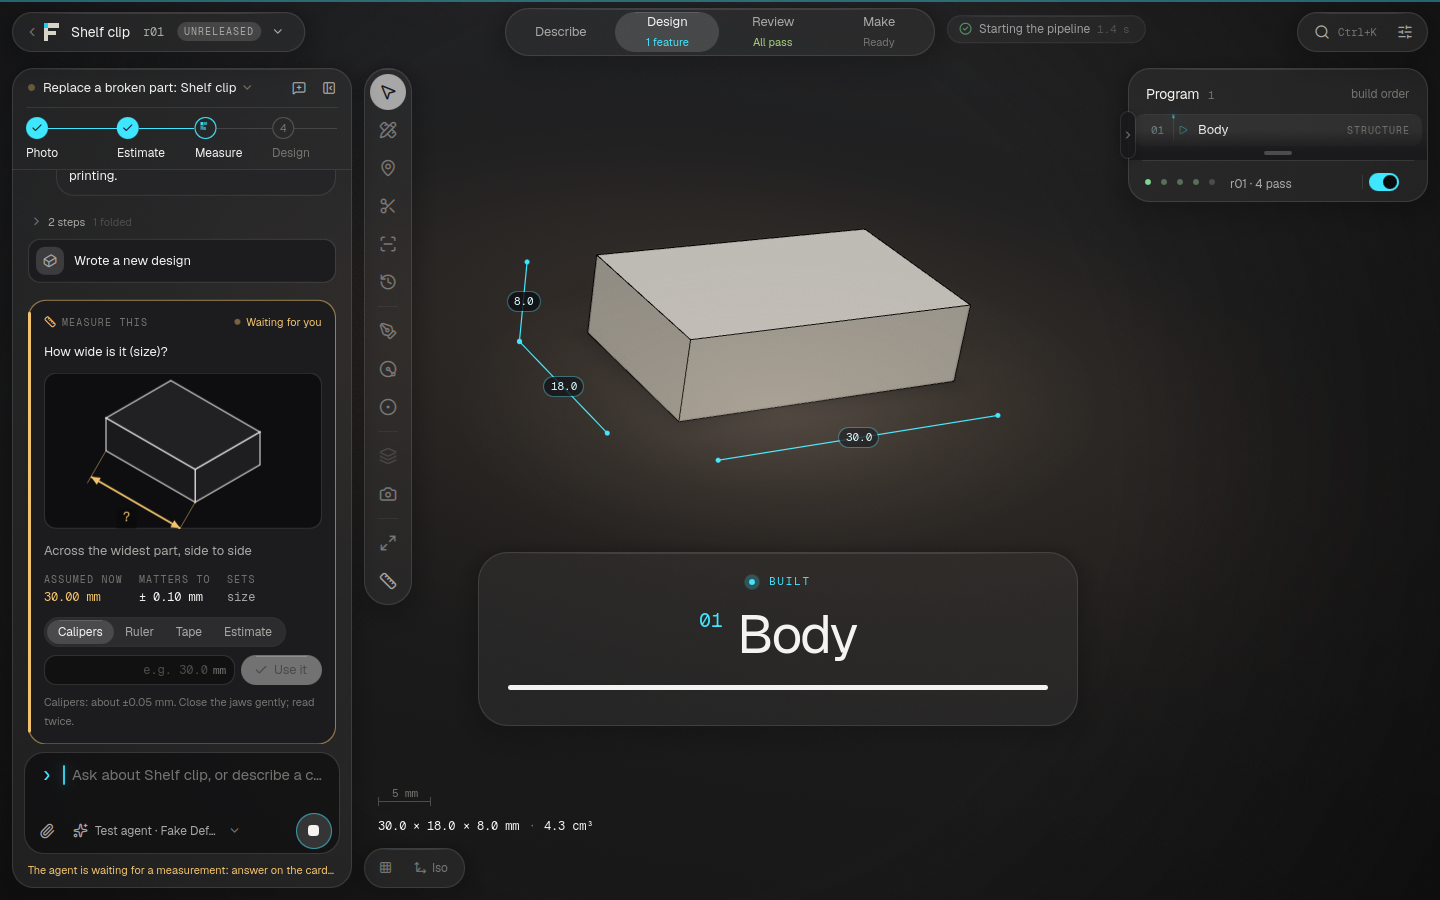 Shelf clip r01 UNRELEASED
Describe
Design
1 feature
Review
All pass
Make
Ready
Starting the pipeline 1.4 s
Ctrl+K
Replace a broken part: Shelf clip
4
Photo Estimate Measure Design
printing.
2 steps 1 folded
Wrote a new design
MEASURE THIS Waiting for you
How wide is it (size)?
?
Across the widest part, side to side
ASSUMED NOW MATTERS TO SETS
30.00 mm ± 0.10 mm size
Calipers Ruler Tape Estimate
e.g. 30.0 mm Use it
Calipers: about ±0.05 mm. Close the jaws gently; read
twice.
Ask about Shelf clip, or describe a c…
Test agent · Fake Def…
The agent is waiting for a measurement: answer on the card…
8.0
18.0
30.0
BUILT
01 Body
5 mm
30.0 × 18.0 × 8.0 mm · 4.3 cm³
Iso
Program 1 build order
01 Body STRUCTURE
r01 · 4 pass